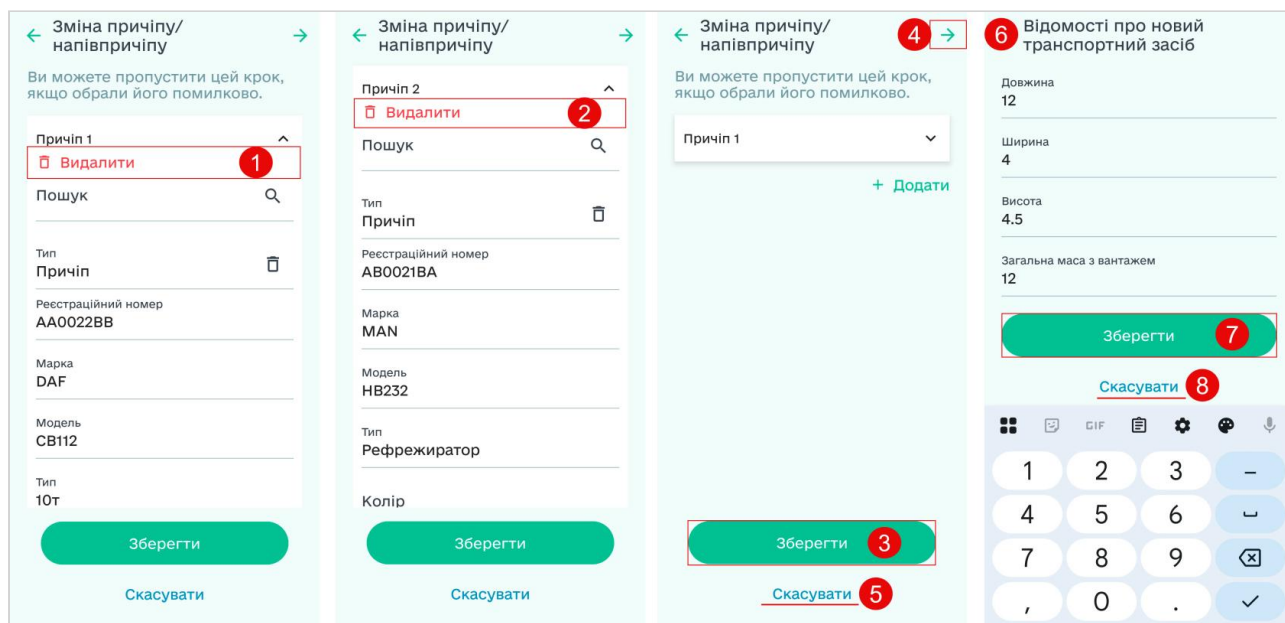 Зміна причіпу/
напівпричіпу
Ви можете пропустити цей крок,
якщо обрали його помилково.
Причіп 1
Видалити
1
Пошук
Тип
Причіп
Реєстраційний номер
AA0022BB
Марка
DAF
Модель
CB112
Тип
10т
Зберегти
Скасувати
Зміна причіпу/
напівпричіпу
Причіп 2
Видалити
2
Пошук
Тип
Причіп
Реєстраційний номер
AB0021BA
Марка
MAN
Модель
HB232
Тип
Рефрежиратор
Колір
Зберегти
Скасувати
Зміна причіпу/
напівпричіпу
4
Ви можете пропустити цей крок,
якщо обрали його помилково.
Причіп 1
+ Додати
Зберегти
3
Скасувати
5
6
Відомості про новий
транспортний засіб
Довжина
12
Ширина
4
Висота
4.5
Загальна маса з вантажем
12
Зберегти
7
Скасувати
8
GIF
1 2 3 –
4 5 6
7 8 9
, 0 .